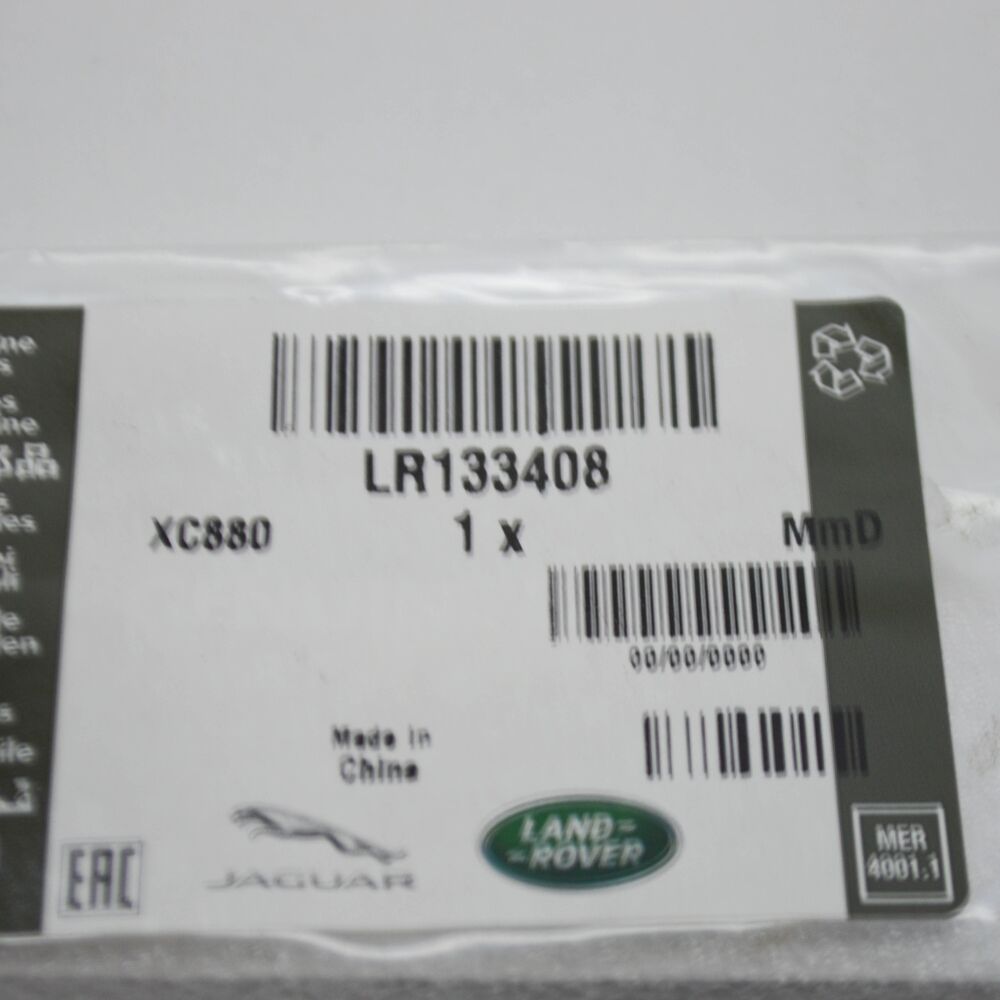 LR133408
XC880 1 x MmD
00/00/0000
Made in
China
EAC
JAGUAR
LAND-
-ROVER
MER
4001.1